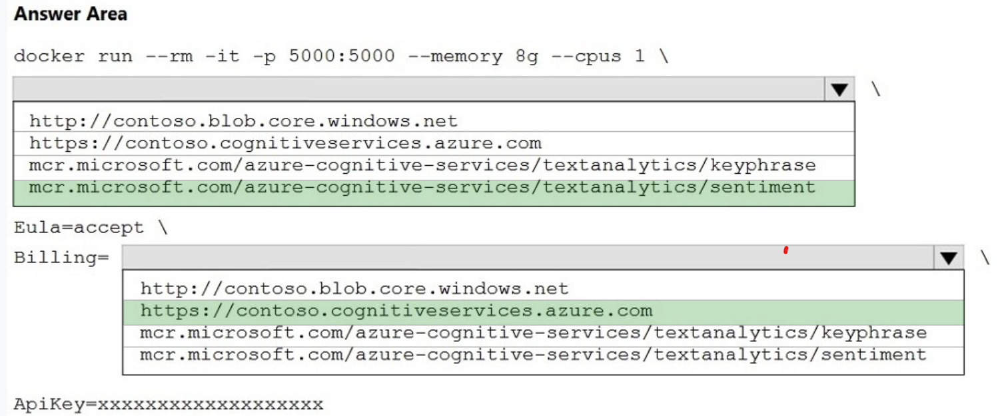 Answer Area
docker run --rm -it -p 5000:5000 --memory 8g --cpus 1 \
\
http://contoso.blob.core.windows.net
https://contoso.cognitiveservices.azure.com
mcr.microsoft.com/azure-cognitive-services/textanalytics/keyphrase
mcr.microsoft.com/azure-cognitive-services/textanalytics/sentiment
Eula=accept \
Billing= \
http://contoso.blob.core.windows.net
https://contoso.cognitiveservices.azure.com
mcr.microsoft.com/azure-cognitive-services/textanalytics/keyphrase
mcr.microsoft.com/azure-cognitive-services/textanalytics/sentiment
ApiKey=xxxxxxxxxxxxxxxxxxx